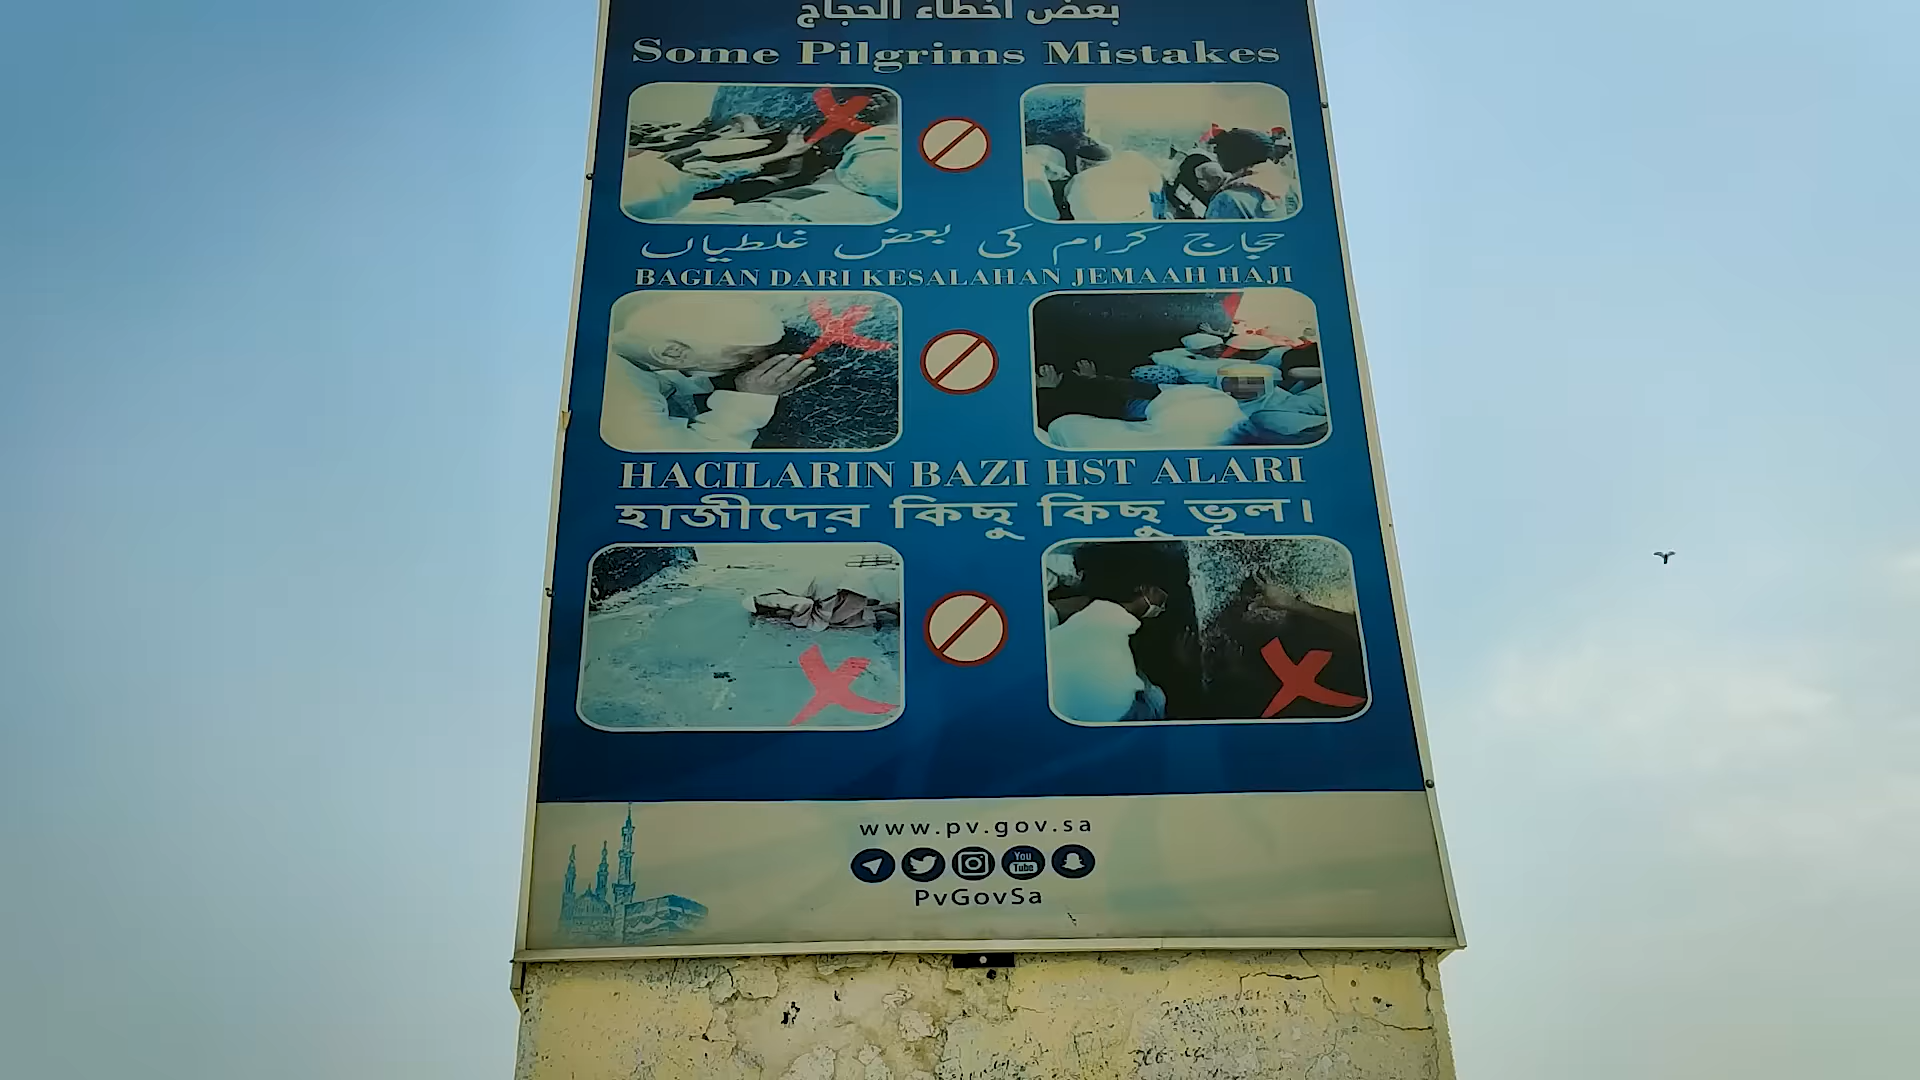 بعض أخطاء الحجاج
Some Pilgrims Mistakes
حجاج کرام کی بعض غلطیاں
BAGIAN DARI KESALAHAN JEMAAH HAJI
HACILARIN BAZI HST ALARI
হাজীদের কিছু কিছু ভূল।
www.pv.gov.sa
You
Tube
PvGovSa